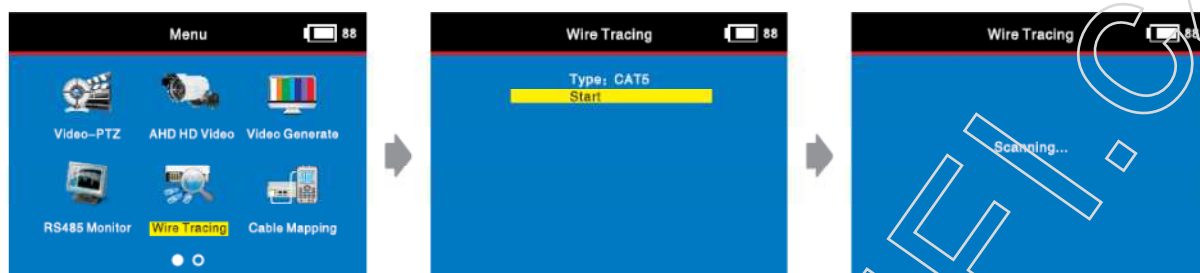 Menu
88
Video-PTZ
AHD HD Video
Video Generate
RS485 Monitor
Wire Tracing
Cable Mapping
Wire Tracing
88
Type: CAT5
Start
Wire Tracing
88
Scanning...